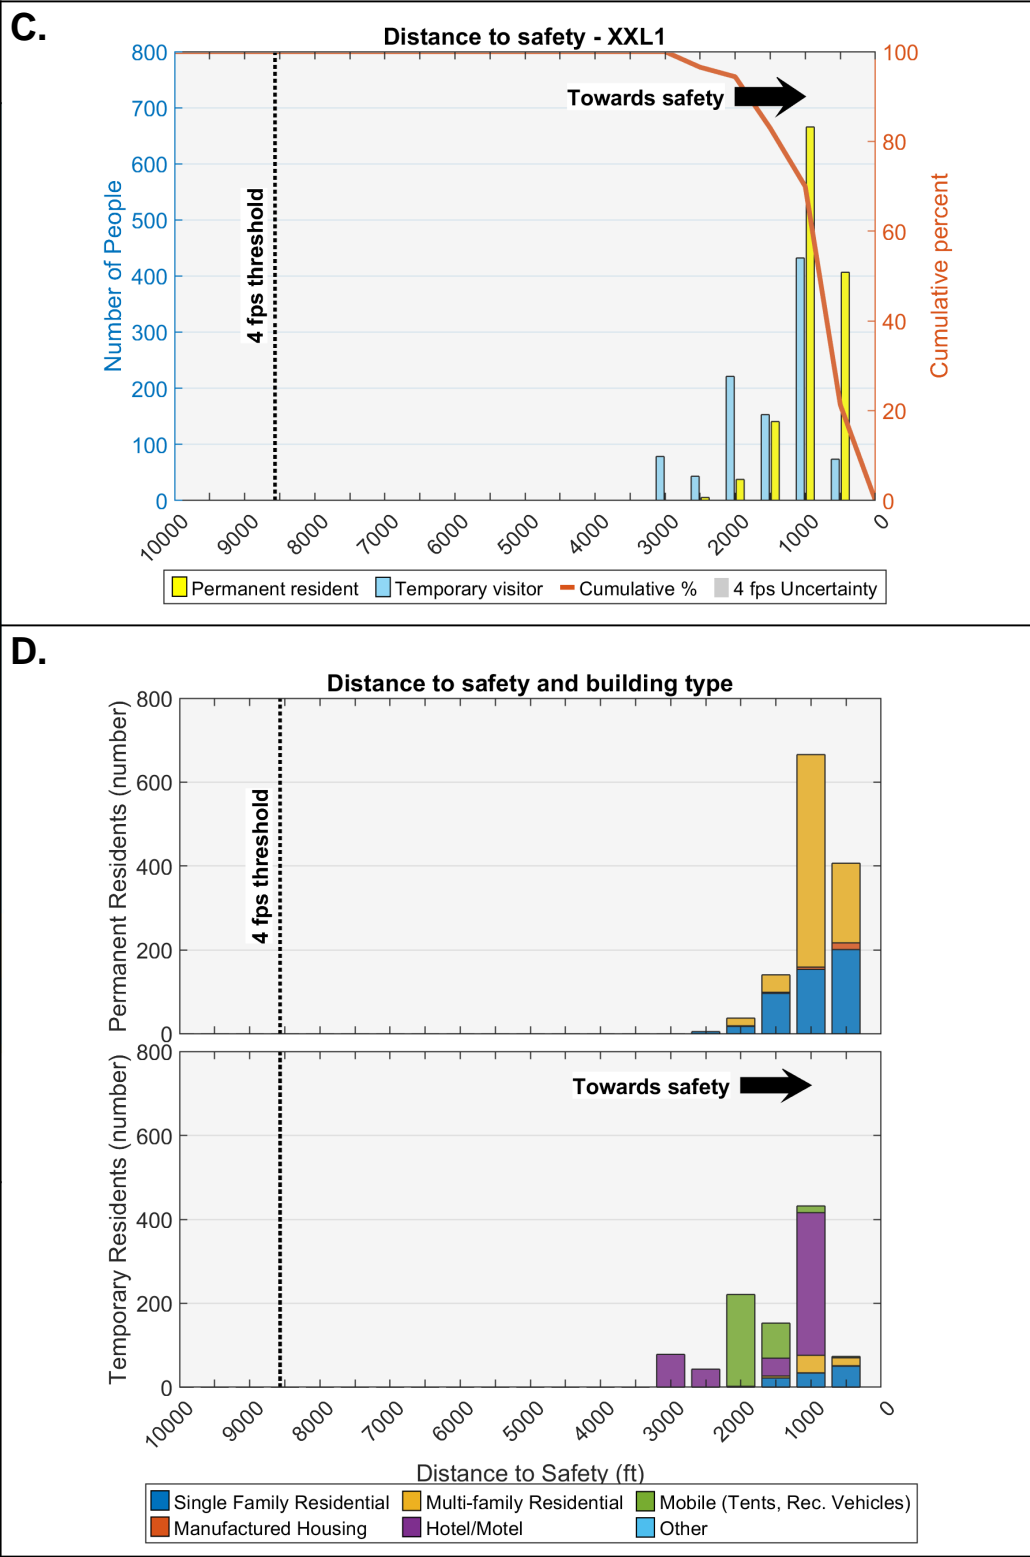 C.
Distance to safety - XXL1
800
700
600
500
400
300
200
100
0
Number of People
4 fps threshold
Towards safety
100
80
60
40
20
0
Cumulative percent
10000 9000 8000 7000 6000 5000 4000 3000 2000 1000 0
Permanent resident Temporary visitor Cumulative % 4 fps Uncertainty
D.
Distance to safety and building type
800
600
400
200
0
Permanent Residents (number)
4 fps threshold
800
600
400
200
0
Temporary Residents (number)
Towards safety
10000 9000 8000 7000 6000 5000 4000 3000 2000 1000 0
Distance to Safety (ft)
Single Family Residential Multi-family Residential Mobile (Tents, Rec. Vehicles)
Manufactured Housing Hotel/Motel Other